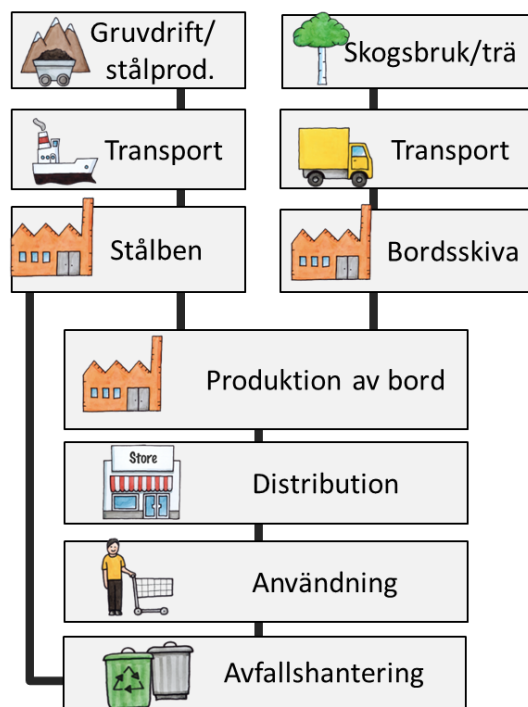 Gruvdrift/
stålprod.
Skogsbruk/trä
Transport
Transport
Stålben
Bordsskiva
Produktion av bord
Store
Distribution
Användning
Avfallshantering